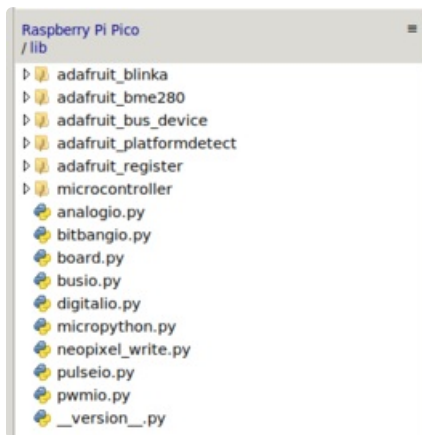 Raspberry Pi Pico
/ lib
adafruit_blinka
adafruit_bme280
adafruit_bus_device
adafruit_platformdetect
adafruit_register
microcontroller
analogio.py
bitbangio.py
board.py
busio.py
digitalio.py
micropython.py
neopixel_write.py
pulseio.py
pwmio.py
__version__.py